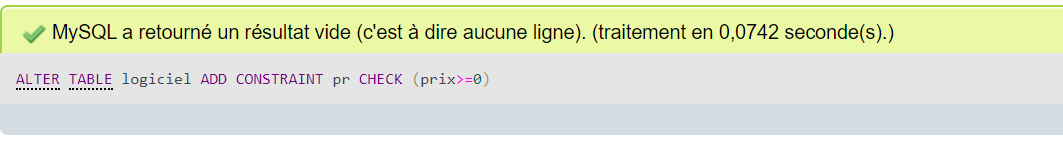 MySQL a retourné un résultat vide (c'est à dire aucune ligne). (traitement en 0,0742 seconde(s).)
ALTER TABLE logiciel ADD CONSTRAINT pr CHECK (prix>=0)